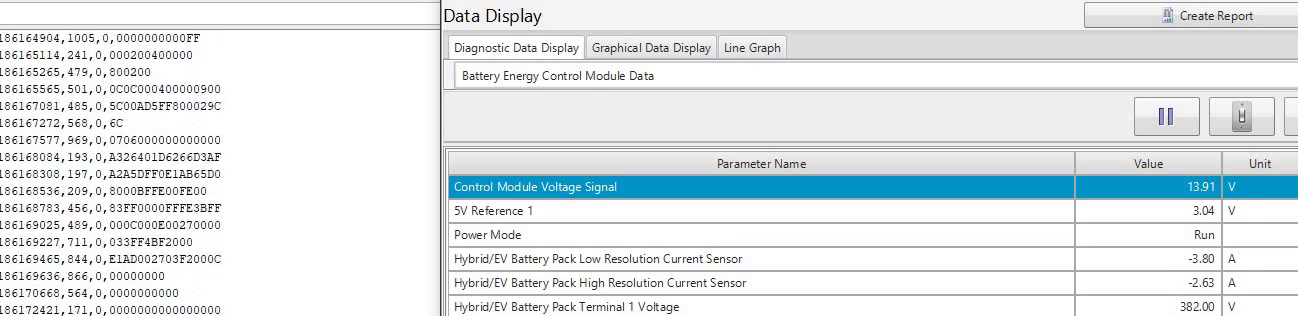 186164904,1005,0,0000000000FF
186165114,241,0,000200400000
186165265,479,0,800200
186165565,501,0,0C0C000400000900
186167081,485,0,5C00AD5FF800029C
186167272,568,0,6C
186167577,969,0,0706000000000000
186168084,193,0,A326401D6266D3AF
186168308,197,0,A2A5DFF0E1AB65D0
186168536,209,0,8000BFFE00FE00
186168783,456,0,83FF0000FFFE3BFF
186169025,489,0,000C000E00270000
186169227,711,0,033FF4BF2000
186169465,844,0,E1AD002703F2000C
186169636,866,0,00000000
186170668,564,0,0000000000
186172421,171,0,00000000000000
Data Display
Create Report
Diagnostic Data Display Graphical Data Display Line Graph
Battery Energy Control Module Data
Parameter Name Value Unit
Control Module Voltage Signal 13.91 V
5V Reference 1 3.04 V
Power Mode Run
Hybrid/EV Battery Pack Low Resolution Current Sensor -3.80 A
Hybrid/EV Battery Pack High Resolution Current Sensor -2.63 A
Hybrid/EV Battery Pack Terminal 1 Voltage 382.00 V